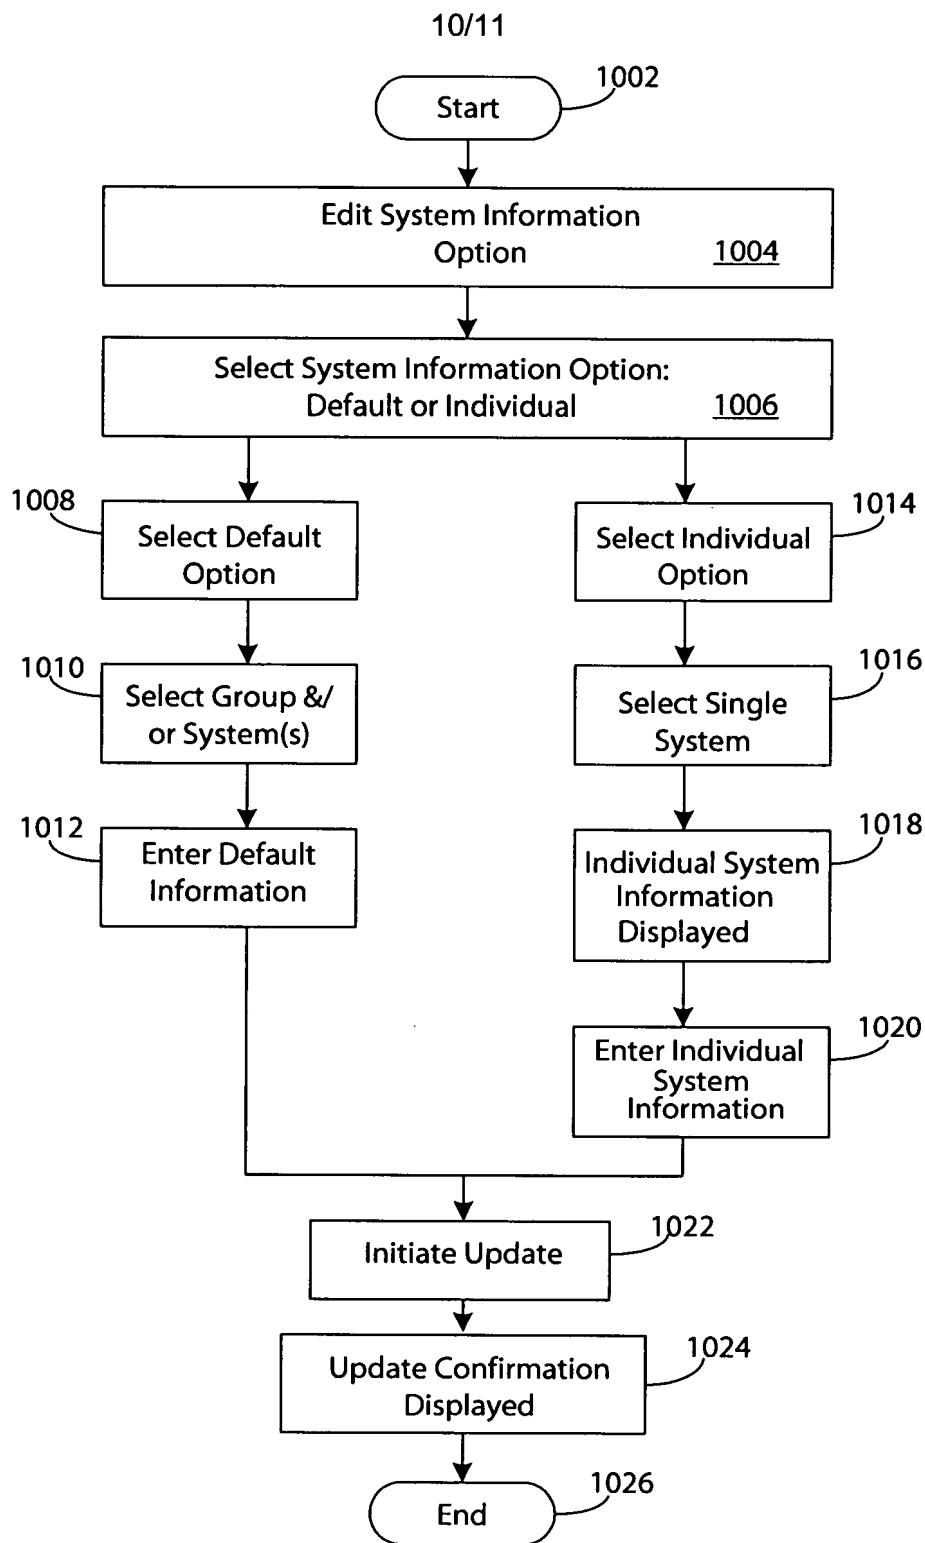 10/11
1002
Start
Edit System Information
Option
1004
Select System Information Option:
Default or Individual
1006
1008
Select Default
Option
1010
Select Group &/
or System(s)
1012
Enter Default
Information
1014
Select Individual
Option
1016
Select Single
System
1018
Individual System
Information
Displayed
1020
Enter Individual
System
Information
1022
Initiate Update
1024
Update Confirmation
Displayed
1026
End